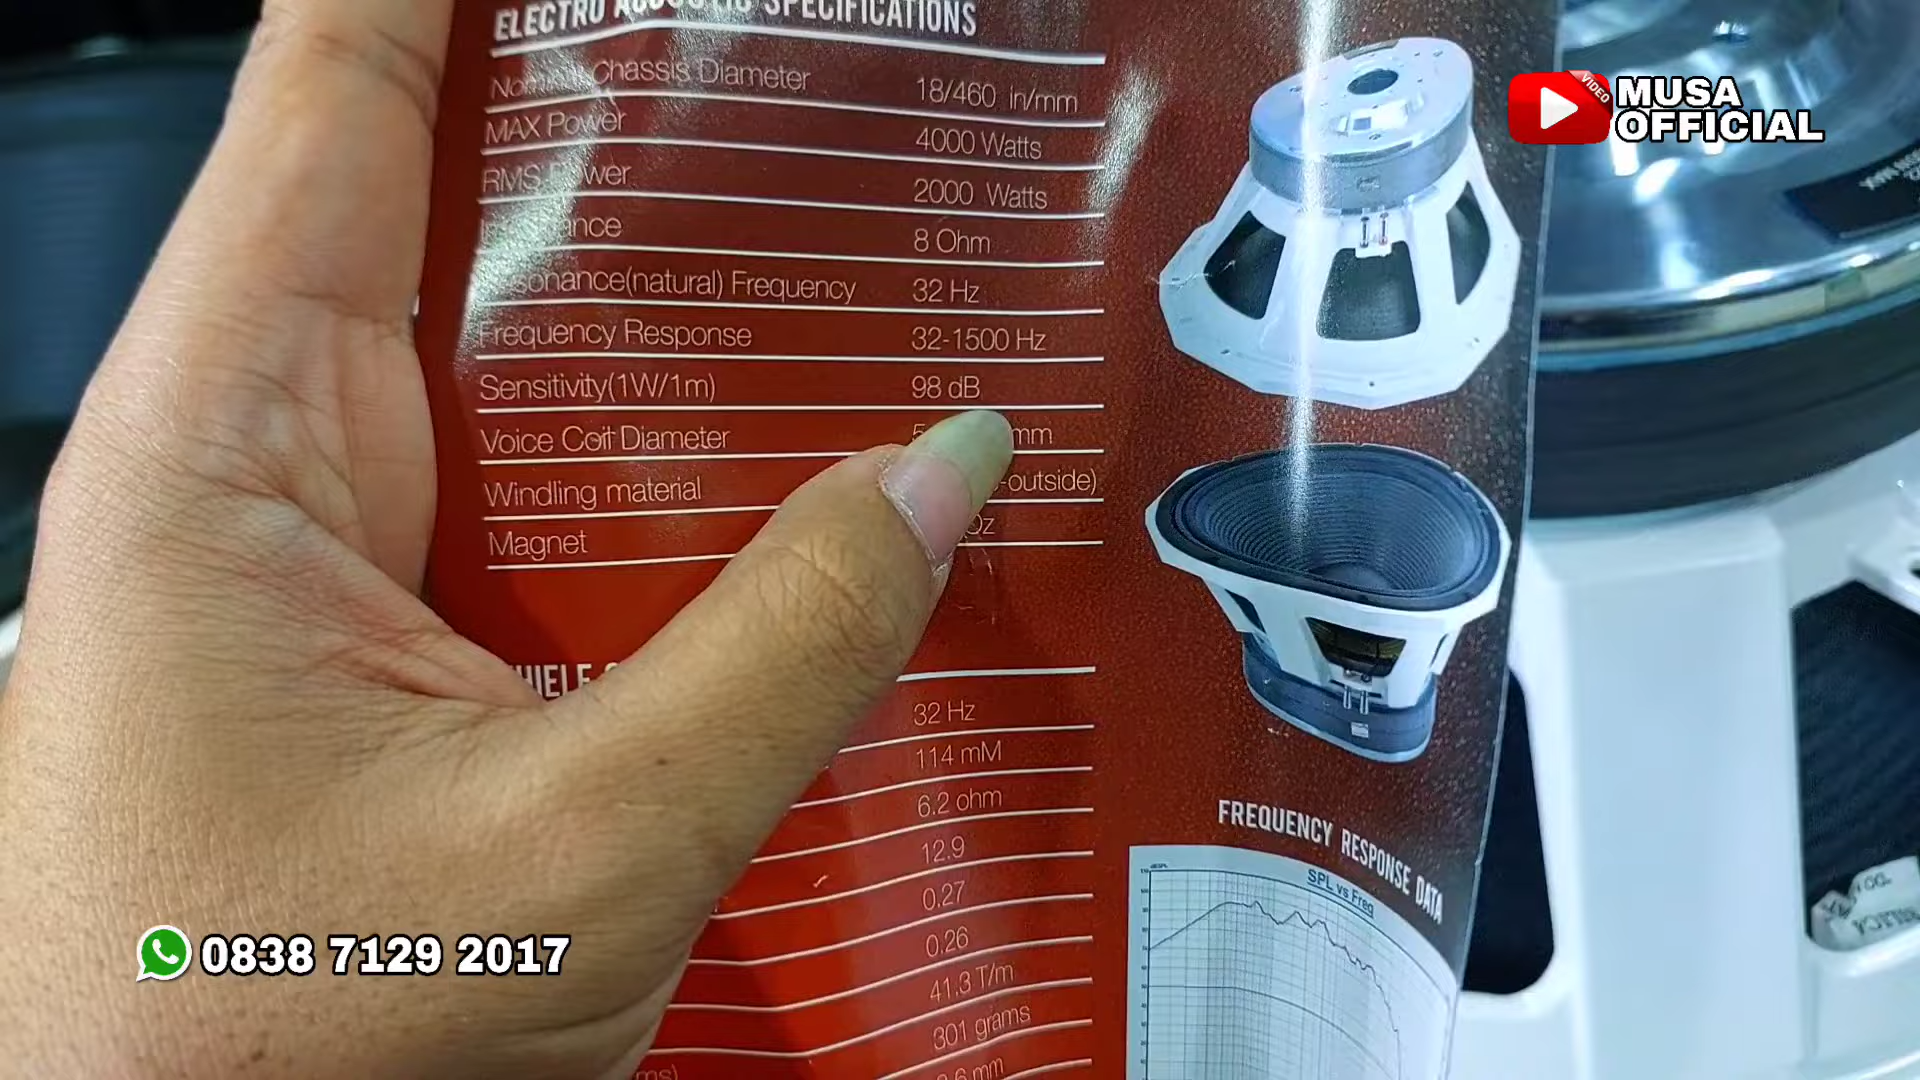 ELECTRO ACOUSTIC SPECIFICATIONS
Chassis Diameter 18/460 in/mm
MAX Power 4000 Watts
RMS Power 2000 Watts
8 Ohm
(natural) Frequency 32 Hz
Frequency Response 32-1500 Hz
Sensitivity(1W/1m) 98 dB
Voice Coil Diameter mm
Windling material -outside)
Magnet Oz
32 Hz
114 mM
6.2 ohm
12.9
0.27
0.26
41.3 T/m
301 grams
mm
FREQUENCY RESPONSE DATA
SPL vs Freq
VIDEO
MUSA
OFFICIAL
0838 7129 2017